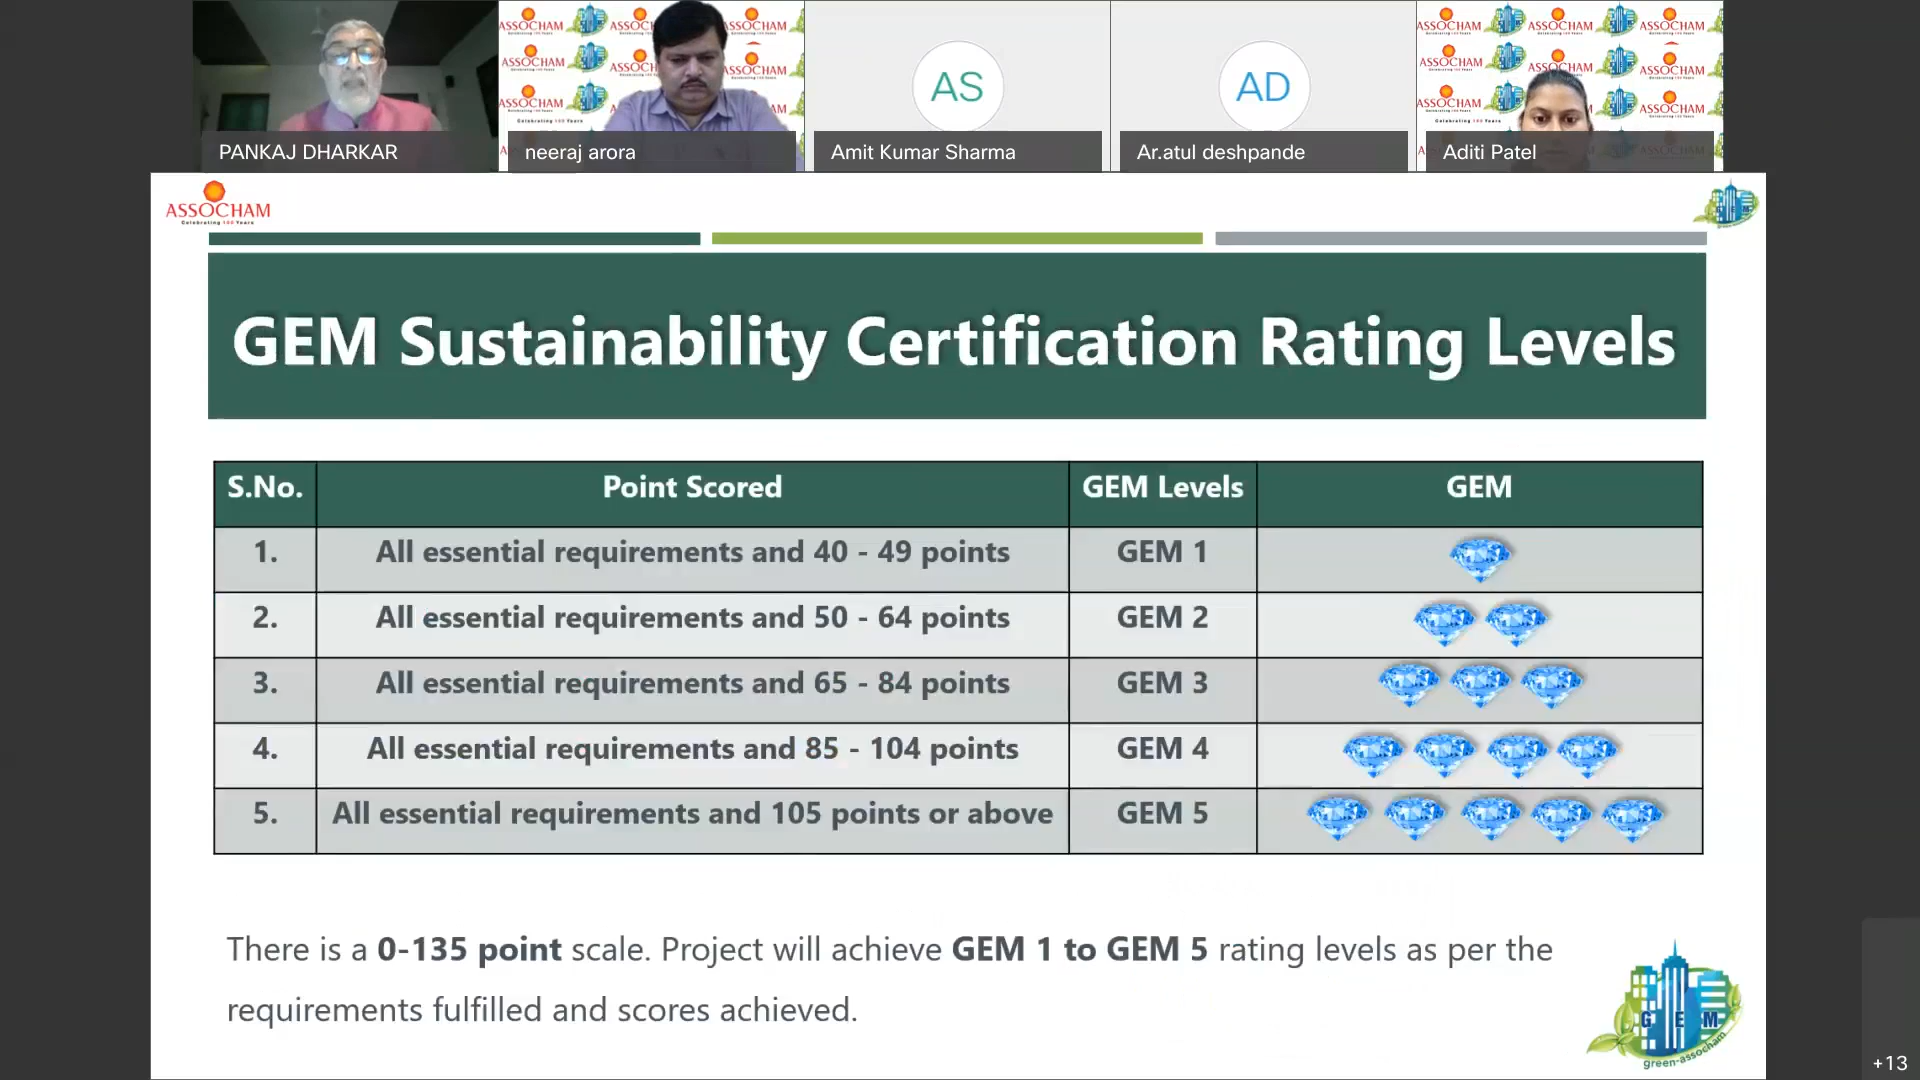 PANKAJ DHARKAR
neeraj arora
AS
Amit Kumar Sharma
AD
Ar.atul deshpande
Aditi Patel
ASSOCHAM
Celebrating 100 Years
GEM Sustainability Certification Rating Levels
S.No. Point Scored GEM Levels GEM
1. All essential requirements and 40 - 49 points GEM 1
2. All essential requirements and 50 - 64 points GEM 2
3. All essential requirements and 65 - 84 points GEM 3
4. All essential requirements and 85 - 104 points GEM 4
5. All essential requirements and 105 points or above GEM 5
There is a 0-135 point scale. Project will achieve GEM 1 to GEM 5 rating levels as per the
requirements fulfilled and scores achieved.
G E M
green-assocham
+13